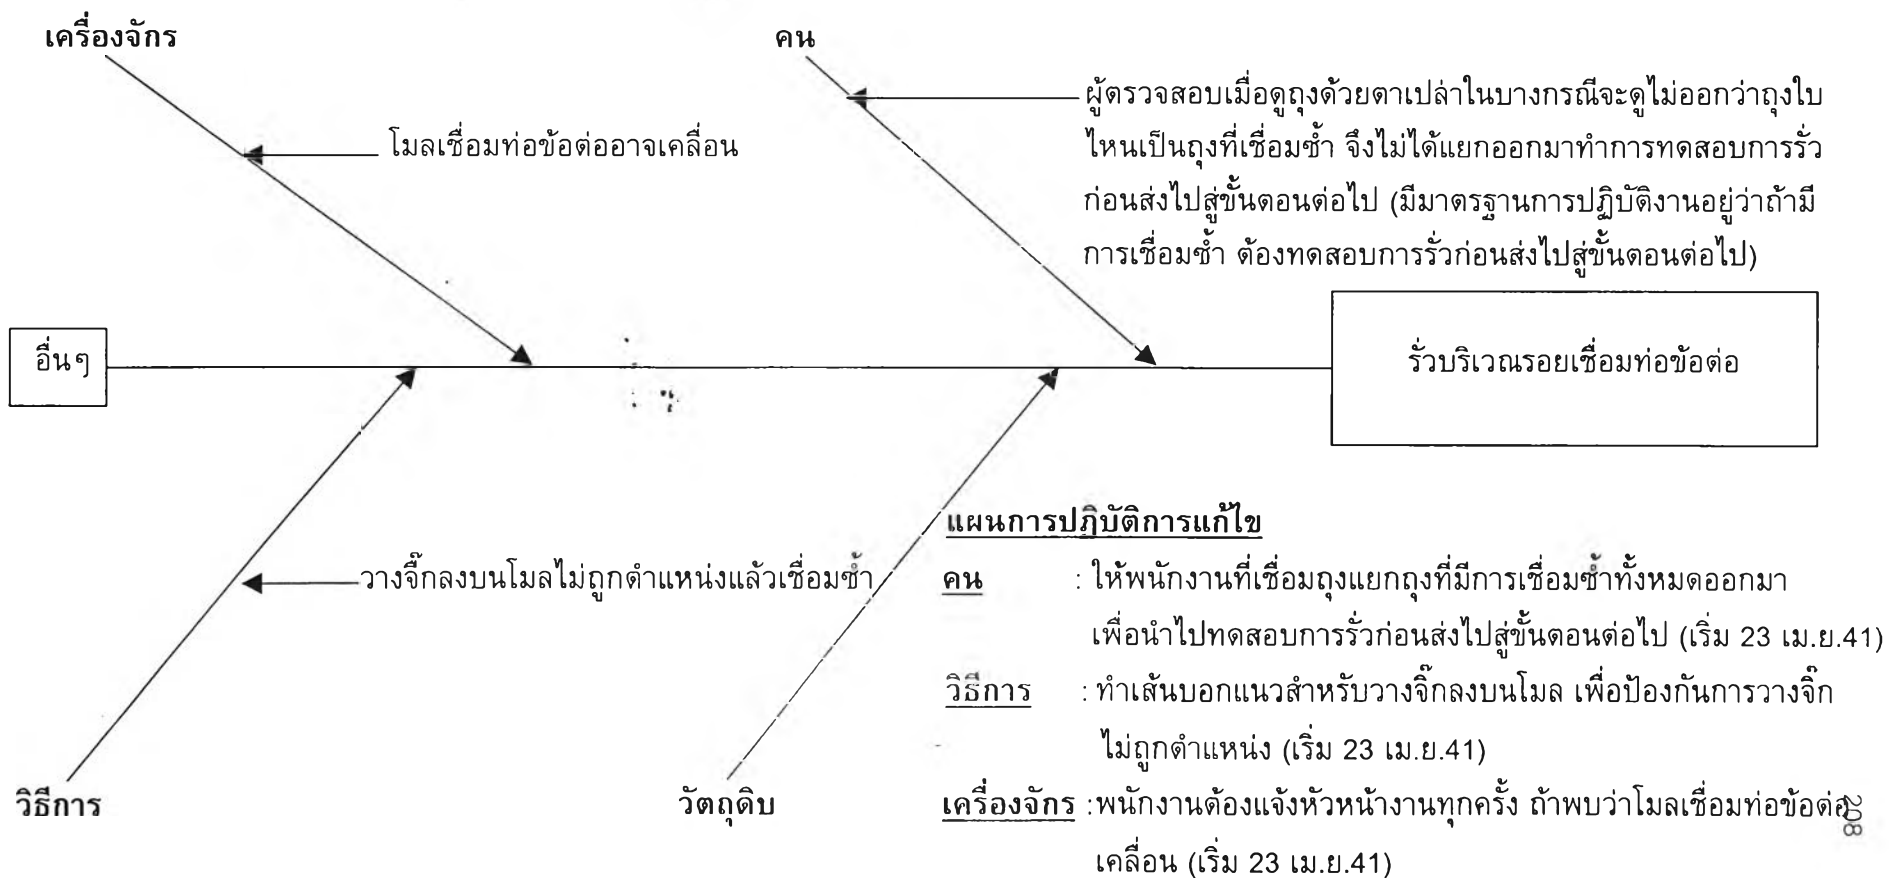 เครื่องจักร
คน
ผู้ตรวจสอบเมื่อดูถุงด้วยตาเปล่าในบางกรณีจะดูไม่ออกว่าถุงใบ
ไหนเป็นถุงที่เชื่อมซ้ำ จึงไม่ได้แยกออกมาทำการทดสอบการรั่ว
ก่อนส่งไปสู่ขั้นตอนต่อไป (มีมาตรฐานการปฏิบัติงานอยู่ว่าถ้ามี
การเชื่อมซ้ำ ต้องทดสอบการรั่วก่อนส่งไปสู่ขั้นตอนต่อไป)
โมลเชื่อมท่อข้อต่ออาจเคลื่อน
อื่นๆ
รั่วบริเวณรอยเชื่อมท่อข้อต่อ
วางจิ๊กลงบนโมลไม่ถูกตำแหน่งแล้วเชื่อมซ้ำ
วิธีการ
วัตถุดิบ
แผนการปฏิบัติการแก้ไข
คน : ให้พนักงานที่เชื่อมถุงแยกถุงที่มีการเชื่อมซ้ำทั้งหมดออกมา
เพื่อนำไปทดสอบการรั่วก่อนส่งไปสู่ขั้นตอนต่อไป (เริ่ม 23 เม.ย.41)
วิธีการ : ทำเส้นบอกแนวสำหรับวางจิ๊กลงบนโมล เพื่อป้องกันการวางจิ๊ก
ไม่ถูกตำแหน่ง (เริ่ม 23 เม.ย.41)
เครื่องจักร : พนักงานต้องแจ้งหัวหน้างานทุกครั้ง ถ้าพบว่าโมลเชื่อมท่อข้อต่อ
เคลื่อน (เริ่ม 23 เม.ย.41)
208